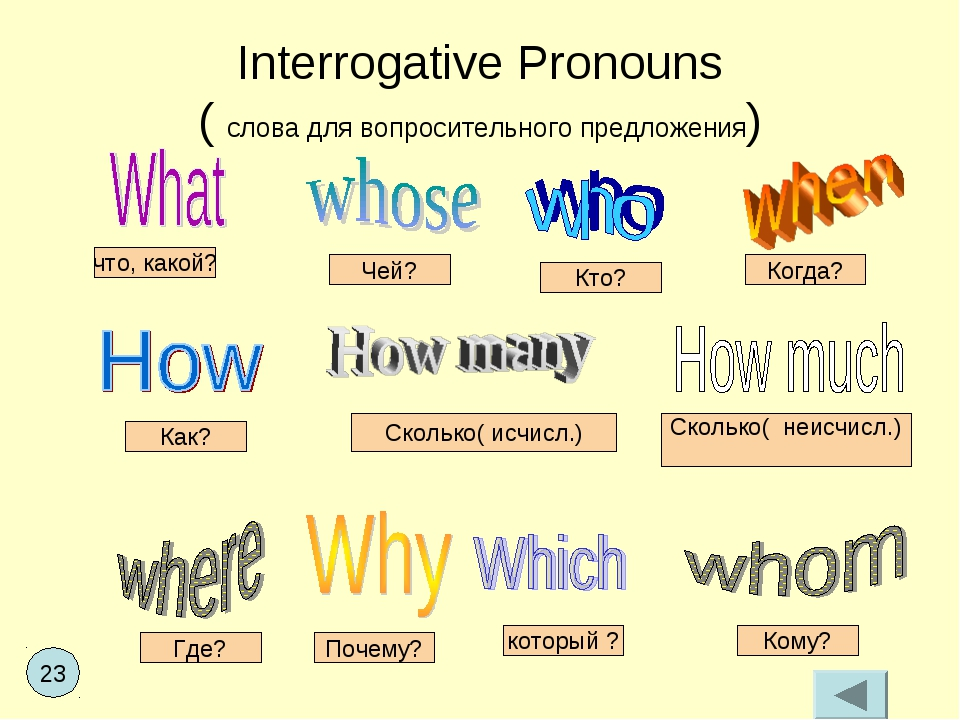 Interrogative Pronouns
( слова для вопросительного предложения)
What
whose
who
when
что, какой?
Чей?
Кто?
Когда?
How
How many
How much
Как?
Сколько( исчисл.)
Сколько( неисчисл.)
where
Why
Which
whom
Где?
Почему?
который ?
Кому?
23